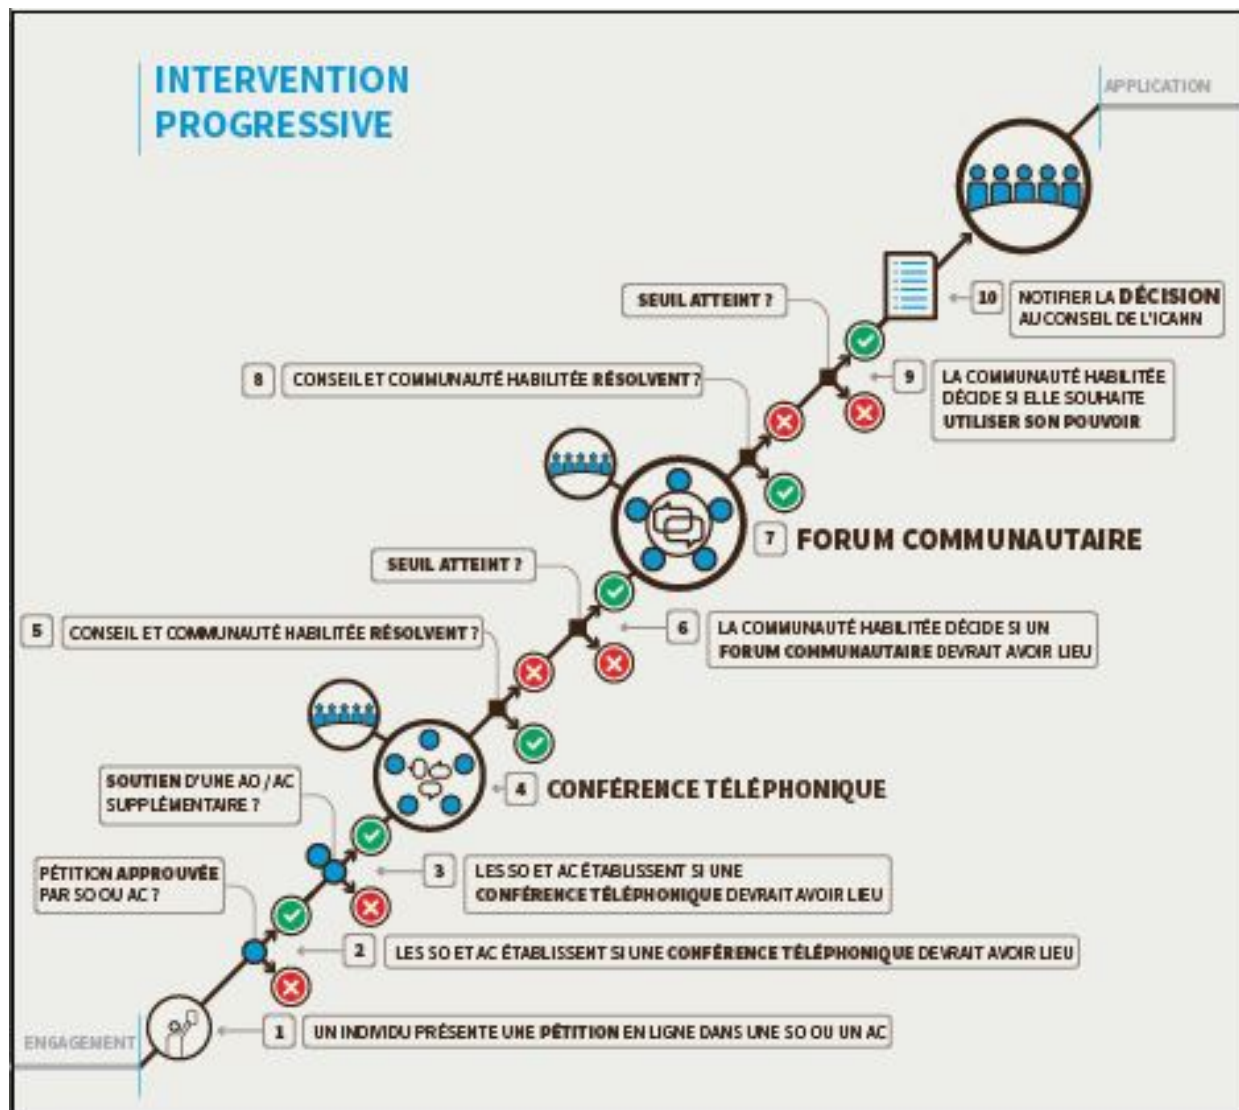 INTERVENTION
PROGRESSIVE
APPLICATION
10
NOTIFIER LA DÉCISION
AU CONSEIL DE L'ICANN
SEUIL ATTEINT ?
9
LA COMMUNAUTÉ HABILITÉE
DÉCIDE SI ELLE SOUHAITE
UTILISER SON POUVOIR
8
CONSEIL ET COMMUNAUTÉ HABILITÉE RÉSOLVENT ?
7
FORUM COMMUNAUTAIRE
SEUIL ATTEINT ?
6
LA COMMUNAUTÉ HABILITÉE DÉCIDE SI UN
FORUM COMMUNAUTAIRE DEVRAIT AVOIR LIEU
5
CONSEIL ET COMMUNAUTÉ HABILITÉE RÉSOLVENT ?
4
CONFÉRENCE TÉLÉPHONIQUE
SOUTIEN D'UNE AO / AC
SUPPLÉMENTAIRE ?
3
LES SO ET AC ÉTABLISSENT SI UNE
CONFÉRENCE TÉLÉPHONIQUE DEVRAIT AVOIR LIEU
PÉTITION APPROUVÉE
PAR SO OU AC ?
2
LES SO ET AC ÉTABLISSENT SI UNE CONFÉRENCE TÉLÉPHONIQUE DEVRAIT AVOIR LIEU
1
UN INDIVIDU PRÉSENTE UNE PÉTITION EN LIGNE DANS UNE SO OU UN AC
ENGAGEMENT